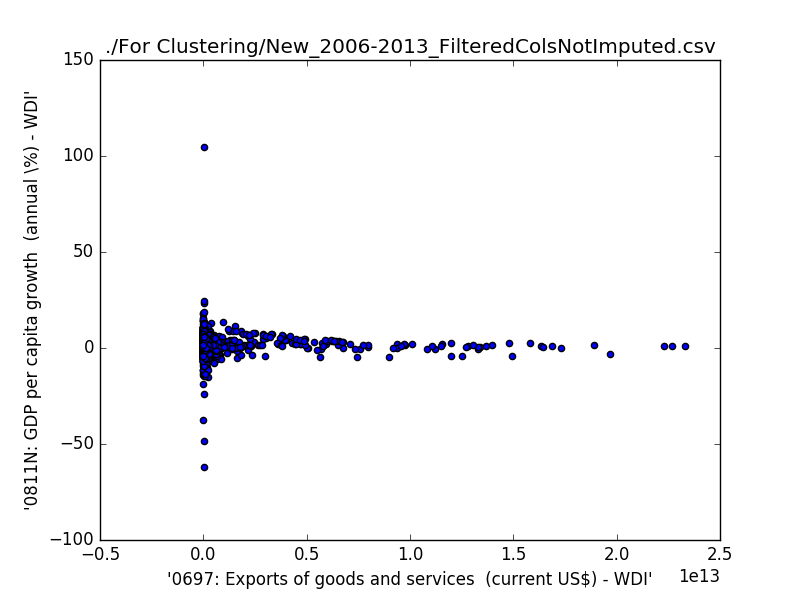 ./For Clustering/New_2006-2013_FilteredColsNotImputed.csv
150
100
50
0
−50
−100
'0811N: GDP per capita growth  (annual \%) - WDI'
−0.5 0.0 0.5 1.0 1.5 2.0 2.5
1e13
'0697: Exports of goods and services  (current US$) - WDI'